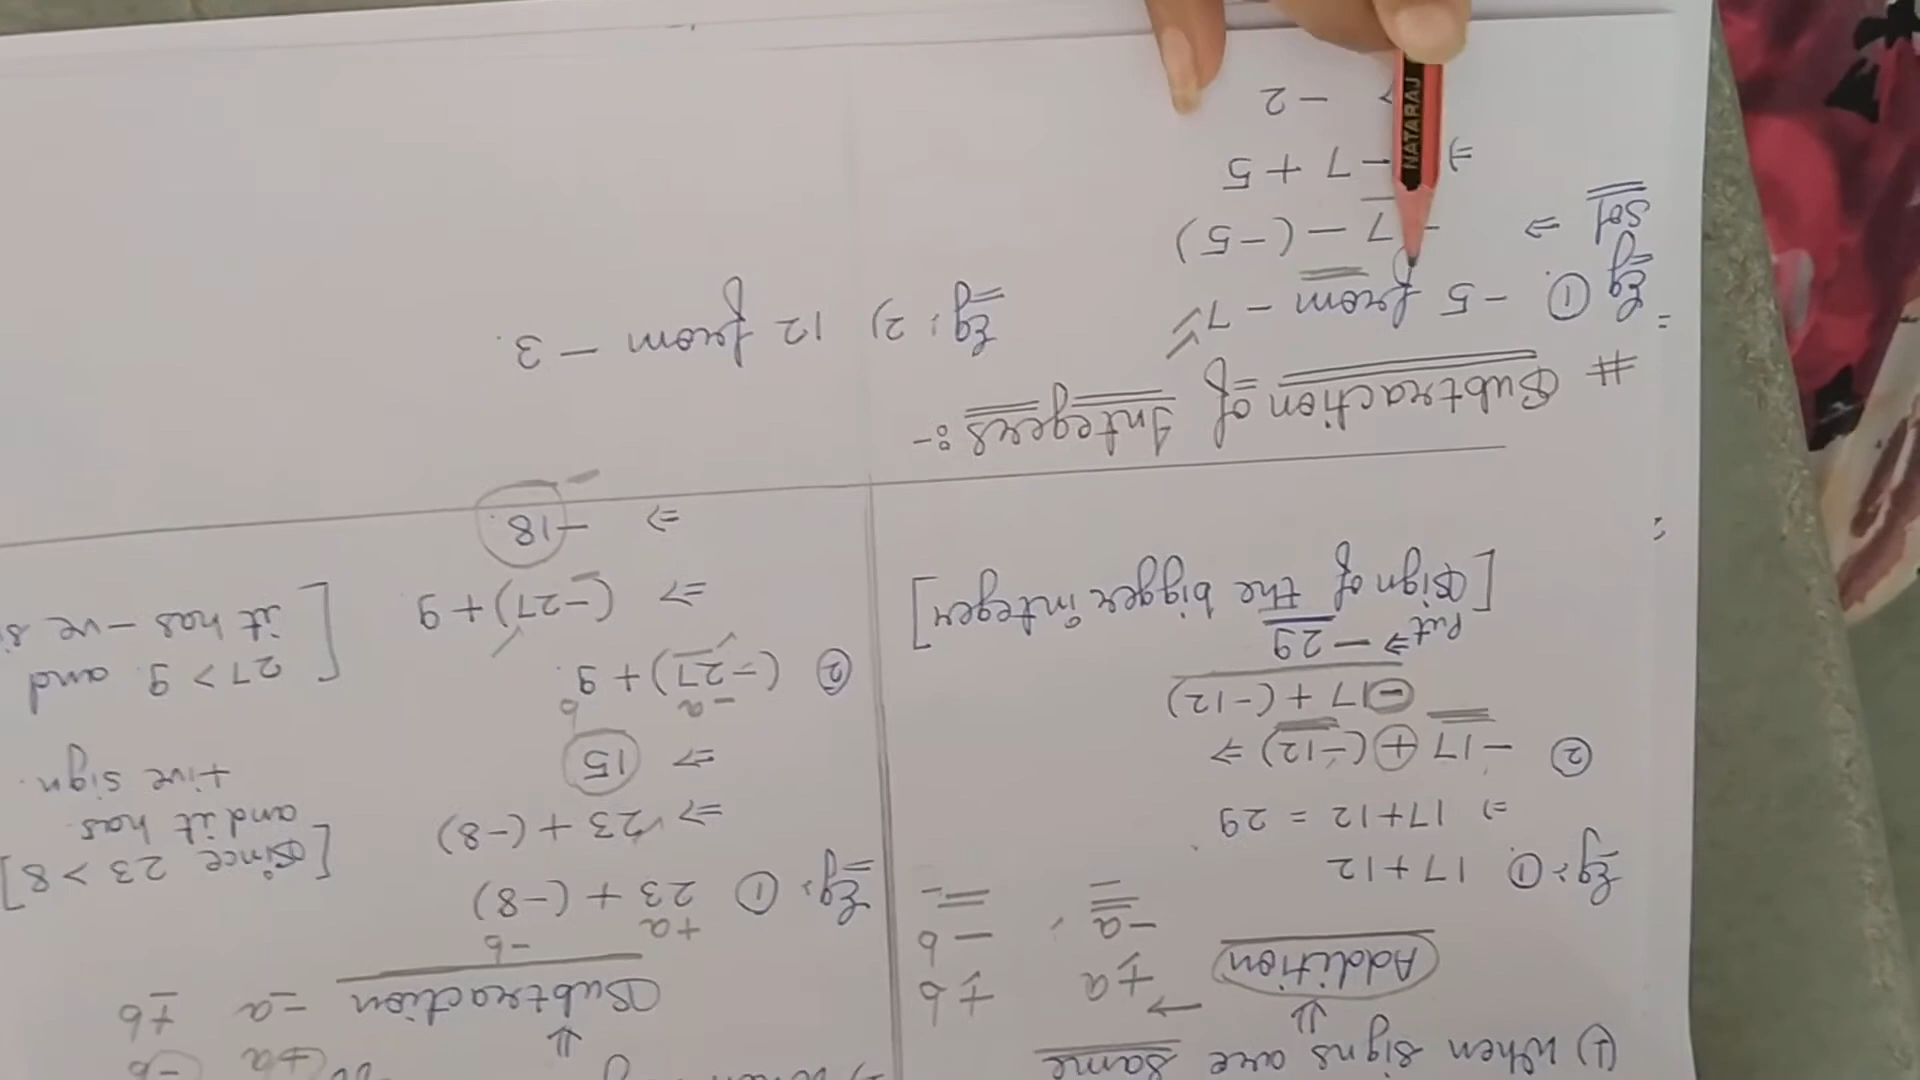 (1) When signs are same
⇓
Addition
→ +a +b
-a, -b
Eg:- ① 17+12
⇒ 17+12 = 29
② -17 + (-12) ⇒
-17 + (-12)
Put ⇒ -29
[Sign of the bigger integer]
⇓
Subtraction
-a +b
+a -b
+a -b
Eg:- ① 23 + (-8)
⇒ 23 + (-8)
⇒ 15
[Since 23 > 8]
and it has
+ive sign.
-a b
② (-27) + 9.
⇒ (-27) + 9
⇒ -18.
[27 > 9 and
[it has -ve
# Subtraction of Integers :-
Eg ① -5 from -7
Sol ⇒ -7 - (-5)
⇒ -7 + 5
-2
Eg: 2) 12 from -3.
NATARAJ